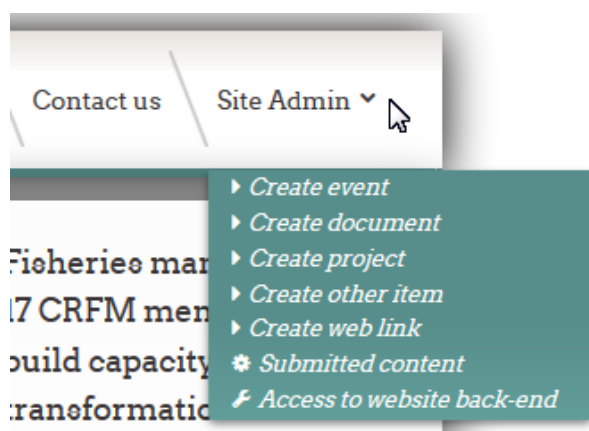 Contact us
Site Admin
Create event
Create document
Create project
Create other item
Create web link
Submitted content
Access to website back-end
Fisheries mar
17 CRFM men
build capacity
transformatic